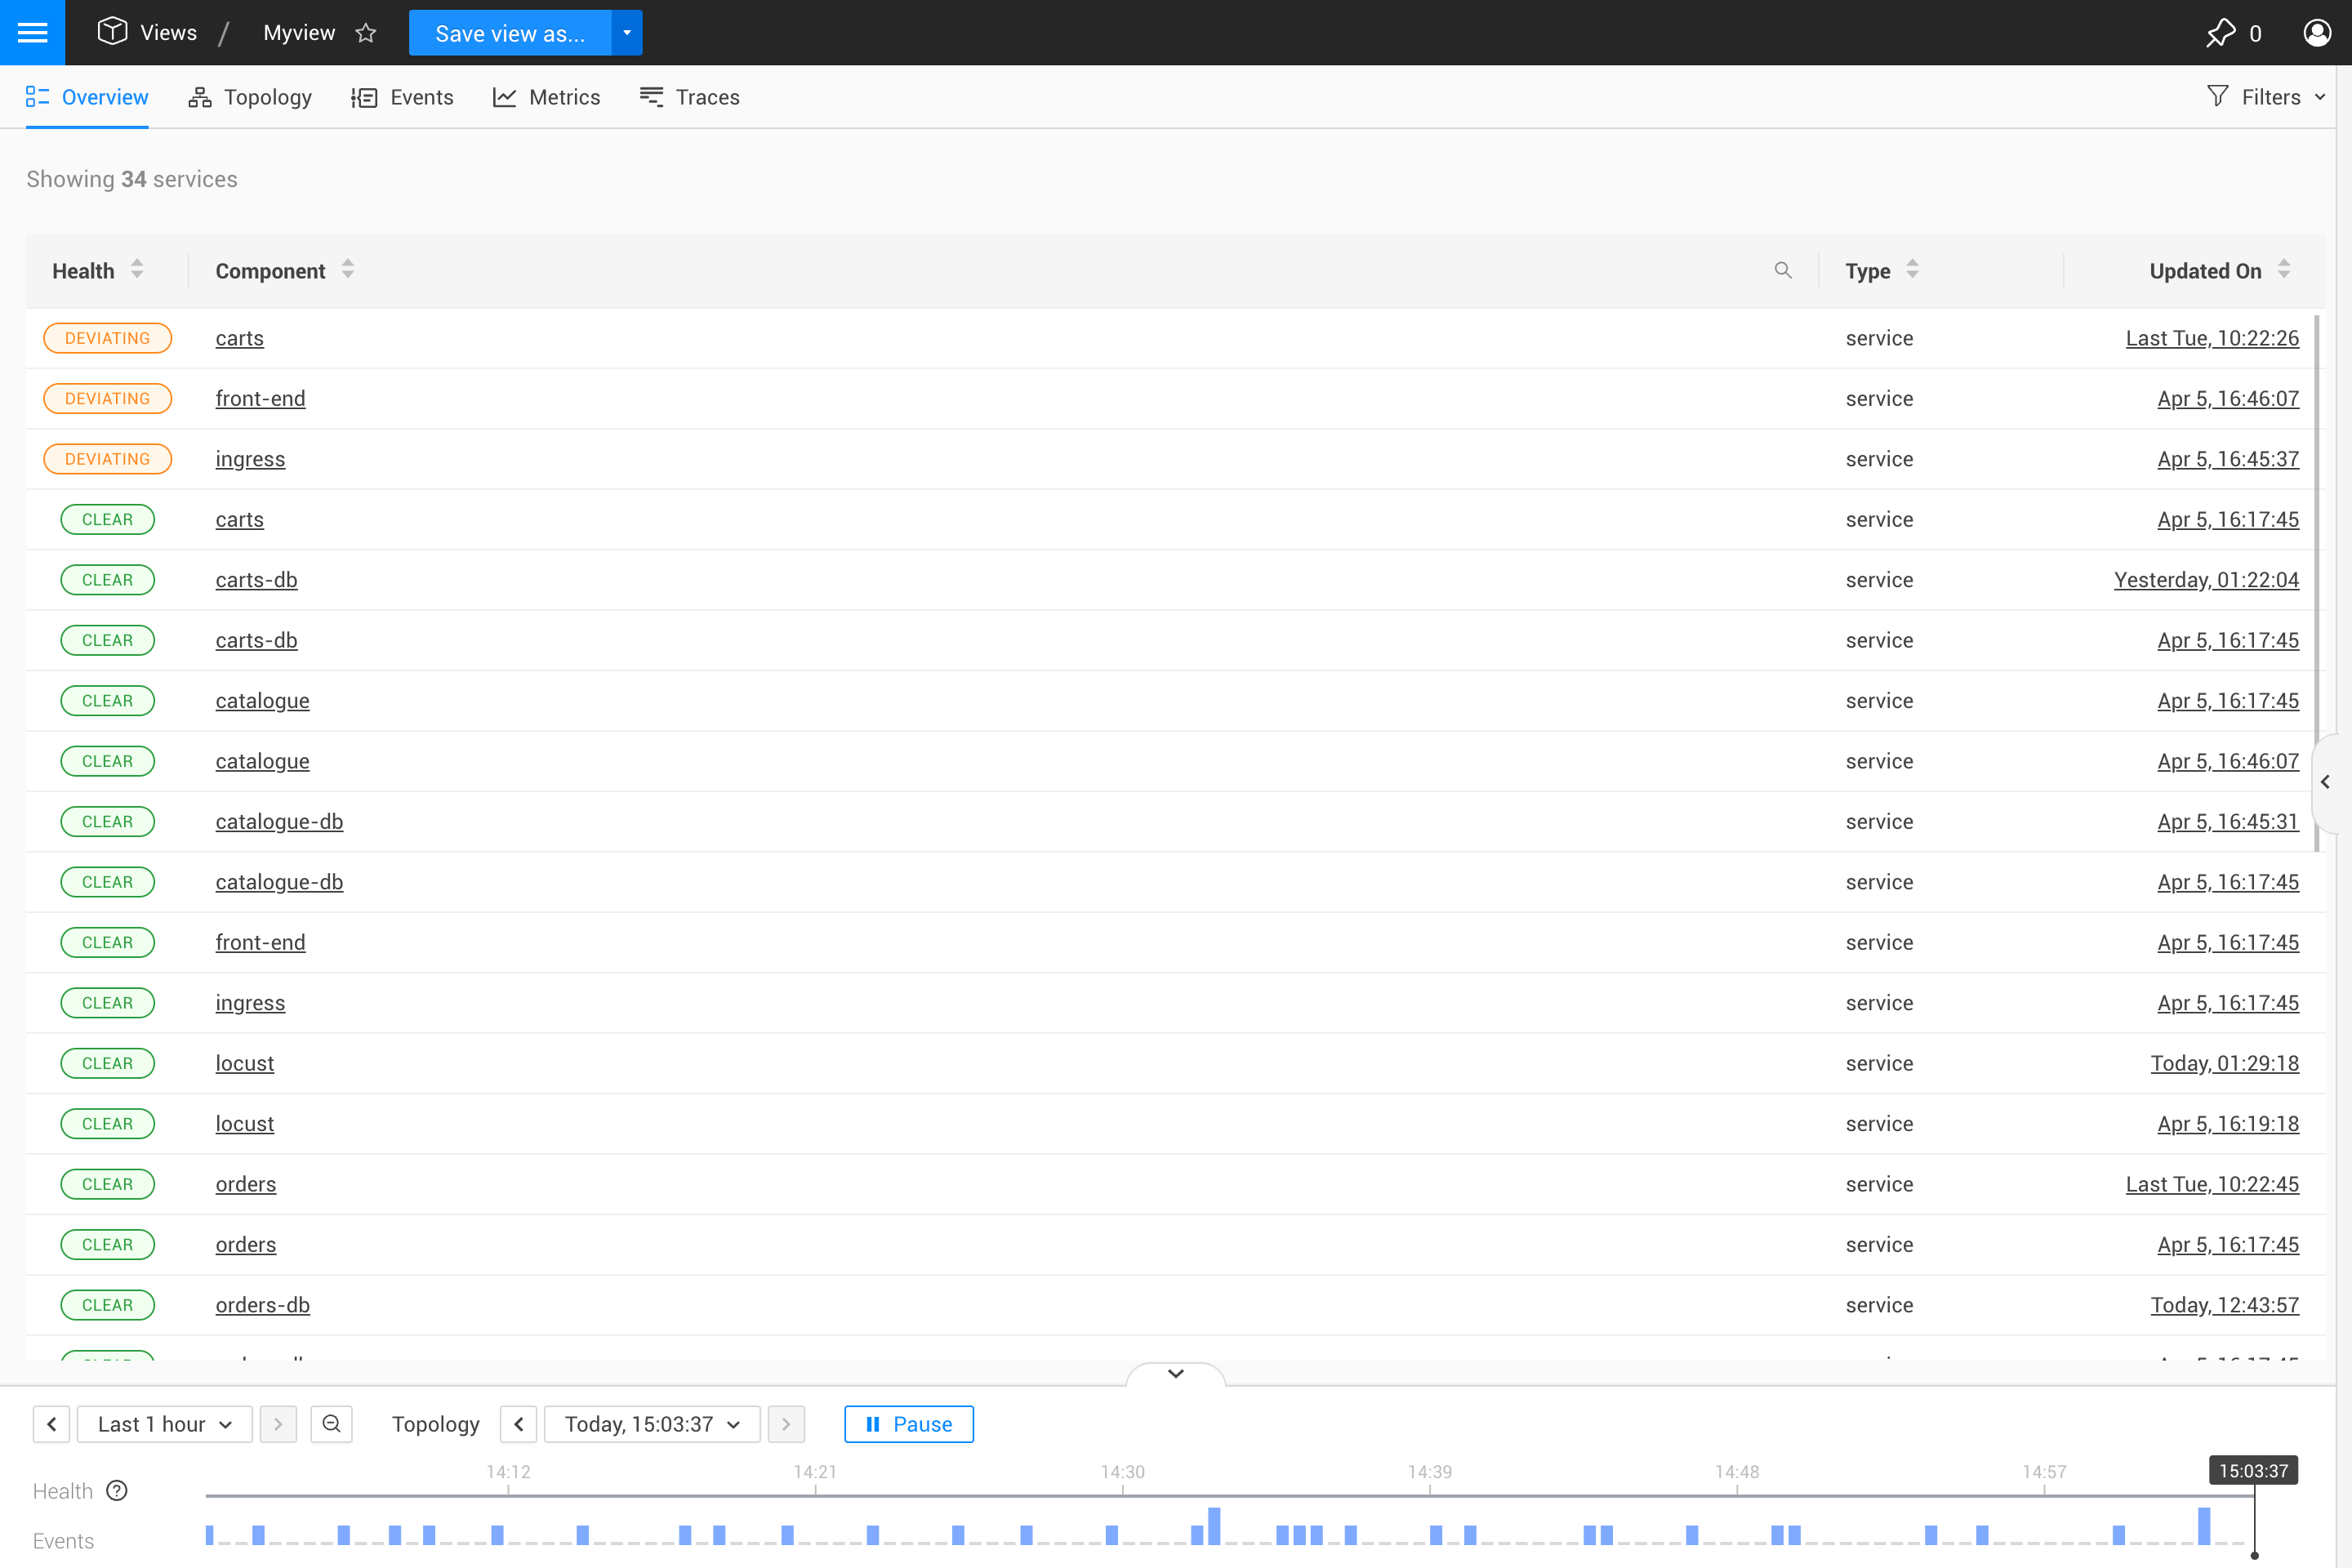 Views / Myview Save view as... 0
Overview Topology Events Metrics Traces Filters
Showing 34 services
Health Component Type Updated On
DEVIATING carts service Last Tue, 10:22:26
DEVIATING front-end service Apr 5, 16:46:07
DEVIATING ingress service Apr 5, 16:45:37
CLEAR carts service Apr 5, 16:17:45
CLEAR carts-db service Yesterday, 01:22:04
CLEAR carts-db service Apr 5, 16:17:45
CLEAR catalogue service Apr 5, 16:17:45
CLEAR catalogue service Apr 5, 16:46:07
CLEAR catalogue-db service Apr 5, 16:45:31
CLEAR catalogue-db service Apr 5, 16:17:45
CLEAR front-end service Apr 5, 16:17:45
CLEAR ingress service Apr 5, 16:17:45
CLEAR locust service Today, 01:29:18
CLEAR locust service Apr 5, 16:19:18
CLEAR orders service Last Tue, 10:22:45
CLEAR orders service Apr 5, 16:17:45
CLEAR orders-db service Today, 12:43:57
Last 1 hour Topology Today, 15:03:37 Pause
14:12 14:21 14:30 14:39 14:48 14:57 15:03:37
Health ?
Events